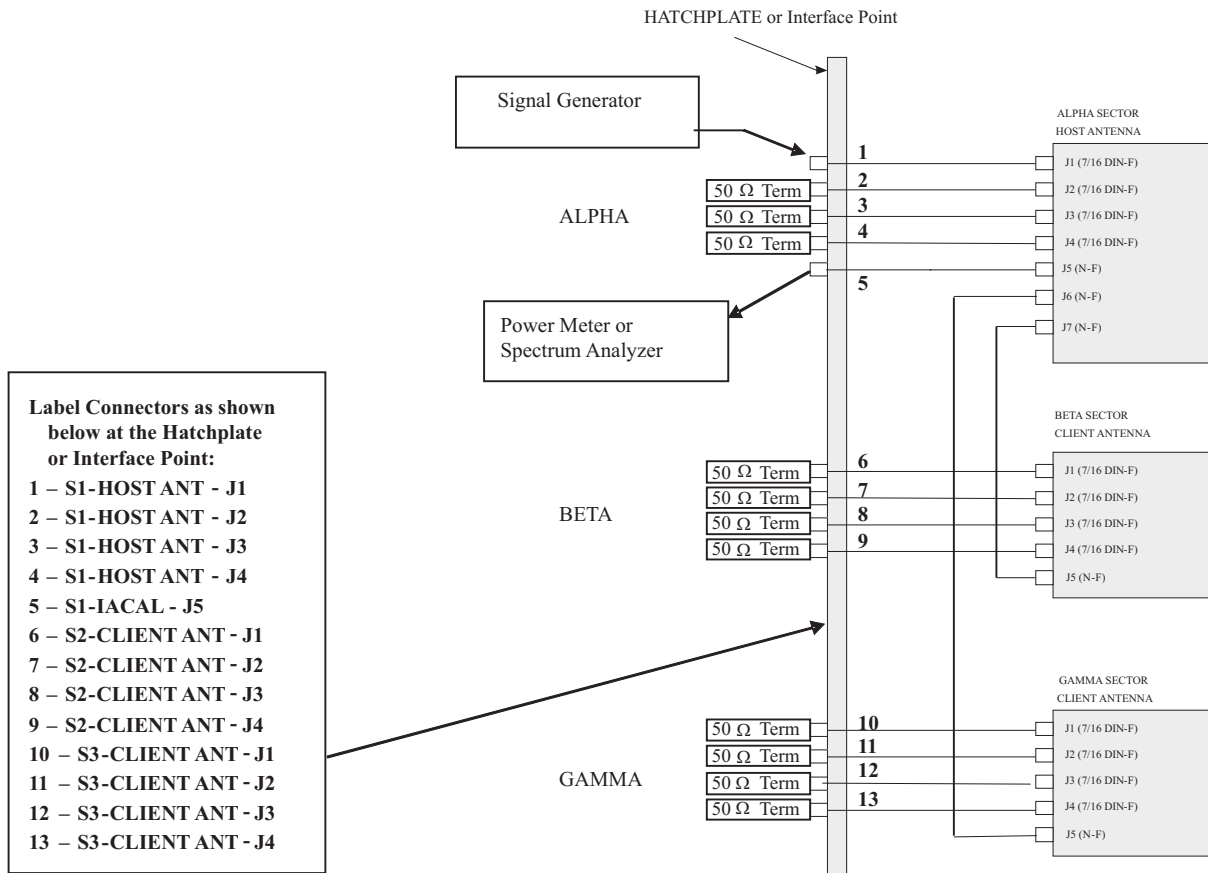 HATCHPLATE or Interface Point
Signal Generator
ALPHA SECTOR
HOST ANTENNA
1
J1 (7/16 DIN-F)
50 Ω Term
2
J2 (7/16 DIN-F)
ALPHA
50 Ω Term
3
J3 (7/16 DIN-F)
50 Ω Term
4
J4 (7/16 DIN-F)
5
J5 (N-F)
J6 (N-F)
J7 (N-F)
Power Meter or
Spectrum Analyzer
Label Connectors as shown
below at the Hatchplate
or Interface Point:
1 – S1-HOST ANT - J1
2 – S1-HOST ANT - J2
3 – S1-HOST ANT - J3
4 – S1-HOST ANT - J4
5 – S1-IACAL - J5
6 – S2-CLIENT ANT - J1
7 – S2-CLIENT ANT - J2
8 – S2-CLIENT ANT - J3
9 – S2-CLIENT ANT - J4
10 – S3-CLIENT ANT - J1
11 – S3-CLIENT ANT - J2
12 – S3-CLIENT ANT - J3
13 – S3-CLIENT ANT - J4
BETA SECTOR
CLIENT ANTENNA
50 Ω Term
6
J1 (7/16 DIN-F)
50 Ω Term
7
J2 (7/16 DIN-F)
BETA
50 Ω Term
8
J3 (7/16 DIN-F)
50 Ω Term
9
J4 (7/16 DIN-F)
J5 (N-F)
GAMMA SECTOR
CLIENT ANTENNA
50 Ω Term
10
J1 (7/16 DIN-F)
50 Ω Term
11
J2 (7/16 DIN-F)
GAMMA
50 Ω Term
12
J3 (7/16 DIN-F)
50 Ω Term
13
J4 (7/16 DIN-F)
J5 (N-F)